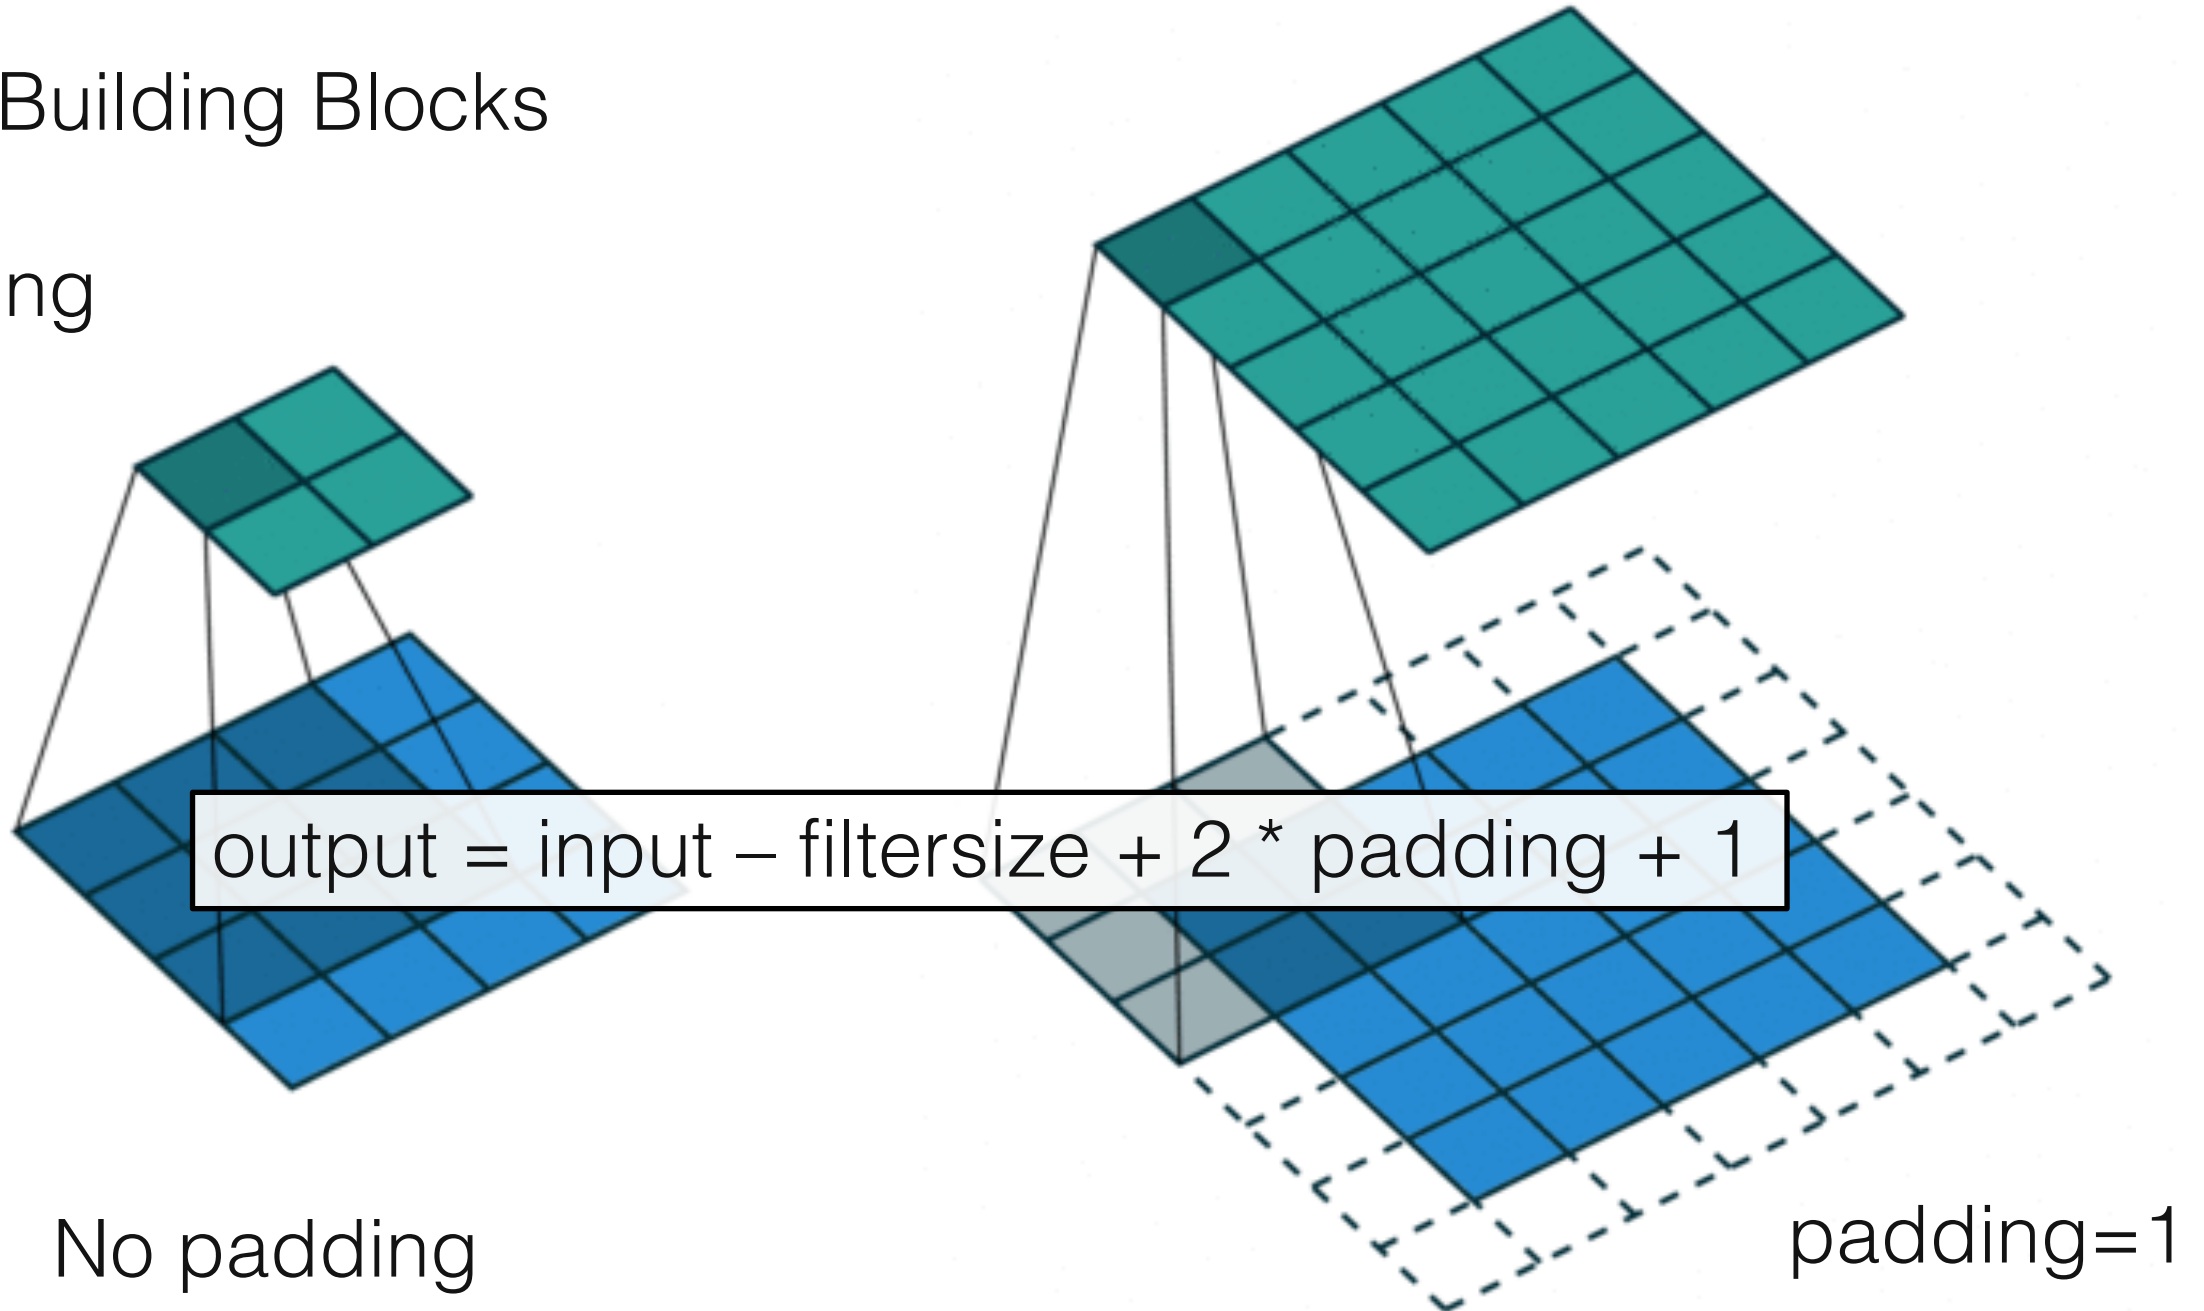 Building Blocks
ng
output = input – filtersize + 2 * padding + 1
No padding
padding=1